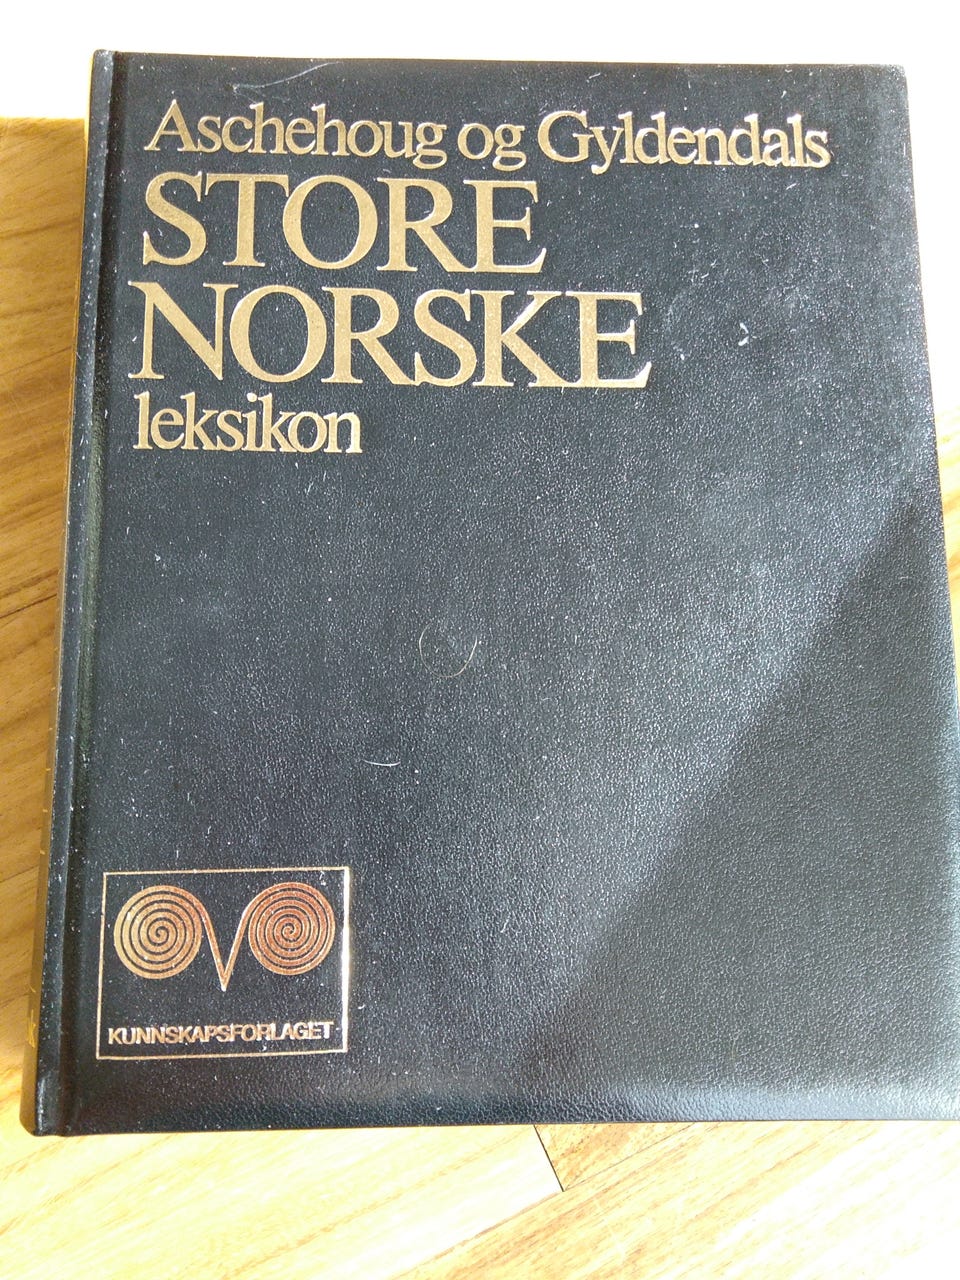 Aschehoug og Gyldendals
STORE
NORSKE
leksikon
KUNNSKAPSFORLAGET